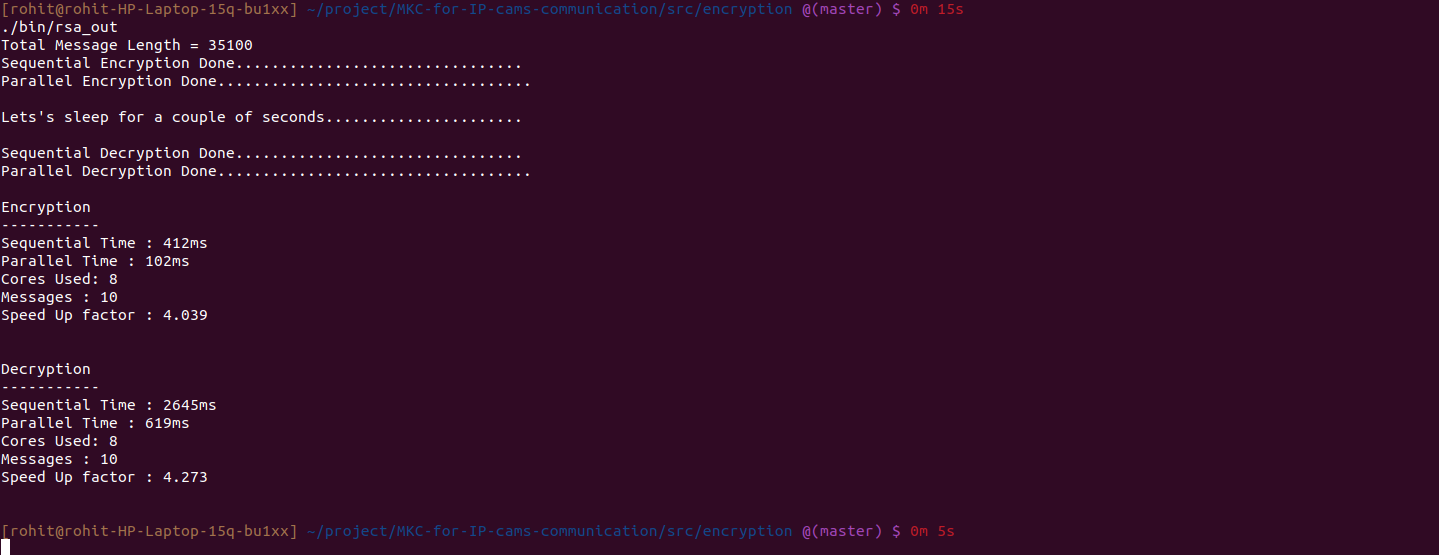 [rohit@rohit-HP-Laptop-15q-bu1xx] ~/project/MKC-for-IP-cams-communication/src/encryption @(master) $ 0m 15s
./bin/rsa_out
Total Message Length = 35100
Sequential Encryption Done................................
Parallel Encryption Done...................................
Lets's sleep for a couple of seconds......................
Sequential Decryption Done................................
Parallel Decryption Done...................................
Encryption
-----------
Sequential Time : 412ms
Parallel Time : 102ms
Cores Used: 8
Messages : 10
Speed Up factor : 4.039
Decryption
-----------
Sequential Time : 2645ms
Parallel Time : 619ms
Cores Used: 8
Messages : 10
Speed Up factor : 4.273
[rohit@rohit-HP-Laptop-15q-bu1xx] ~/project/MKC-for-IP-cams-communication/src/encryption @(master) $ 0m 5s